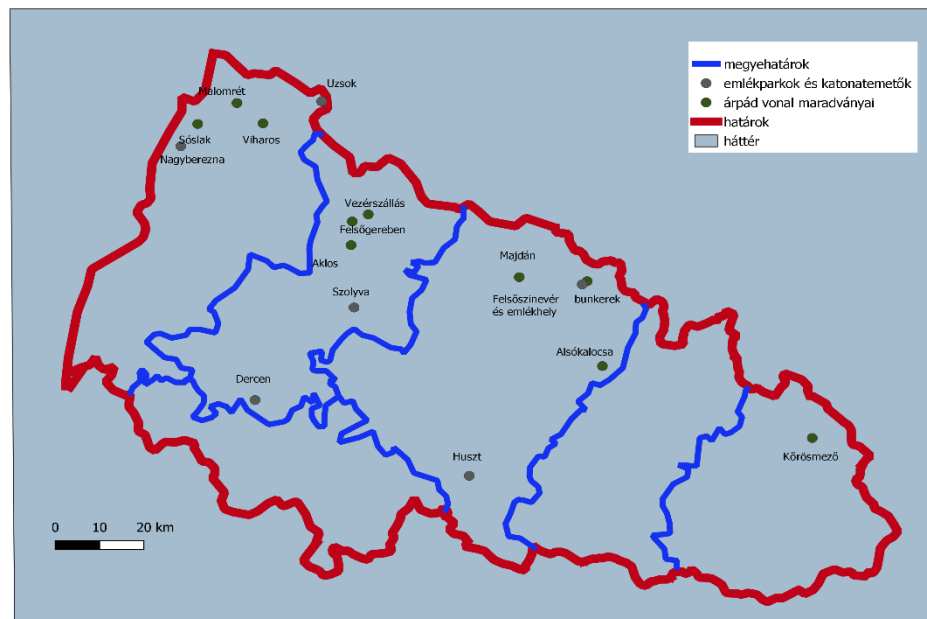 megyehatárok
emlékparkok és katonatemetők
árpád vonal maradványai
határok
háttér
Uzsok
Malomrét
Sóslak
Viharos
Nagyberezna
Vezérszállás
Felsőgereben
Aklos
Szolyva
Majdán
Felsőszinevér
és emlékhely
bunkerek
Alsókalocsa
Dercen
Huszt
Kőrösmező
0 10 20 km